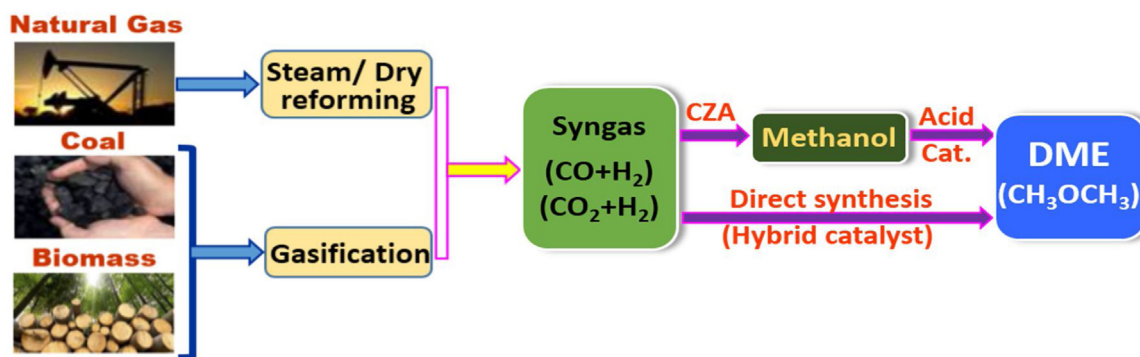 Natural Gas
Steam/ Dry
reforming
Coal
Biomass
Gasification
Syngas
(CO+H₂)
(CO₂+H₂)
CZA
Methanol
Acid
Cat.
Direct synthesis
(Hybrid catalyst)
DME
(CH₃OCH₃)